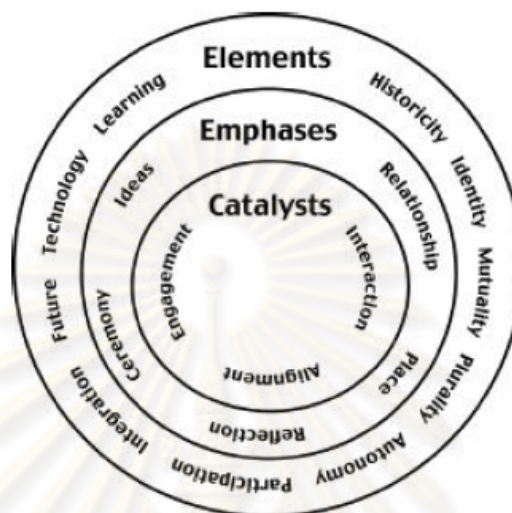 Elements
Historicity
Identity
Mutuality
Plurality
Autonomy
Participation
Integration
Future
Technology
Learning
Emphases
Relationship
Place
Reflection
Ceremony
Ideas
Catalysts
Interaction
Alignment
Engagement